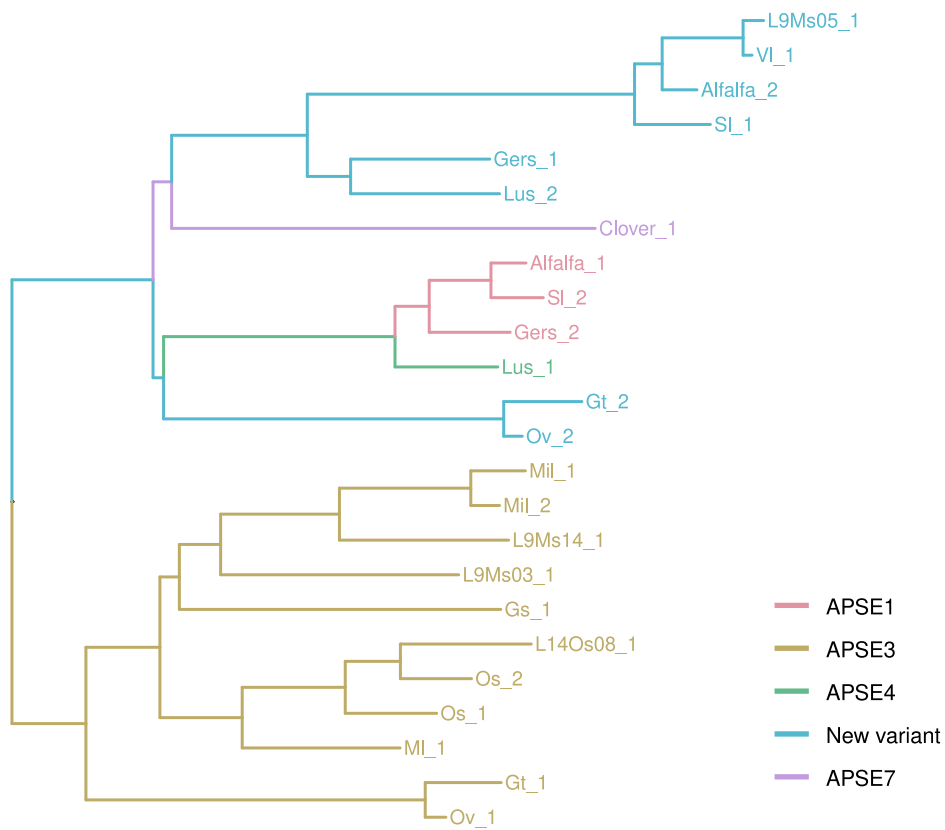 L9Ms05_1
Vl_1
Alfalfa_2
Sl_1
Gers_1
Lus_2
Clover_1
Alfalfa_1
Sl_2
Gers_2
Lus_1
Gt_2
Ov_2
Mil_1
Mil_2
L9Ms14_1
L9Ms03_1
Gs_1
L14Os08_1
Os_2
Os_1
Ml_1
Gt_1
Ov_1
APSE1
APSE3
APSE4
New variant
APSE7